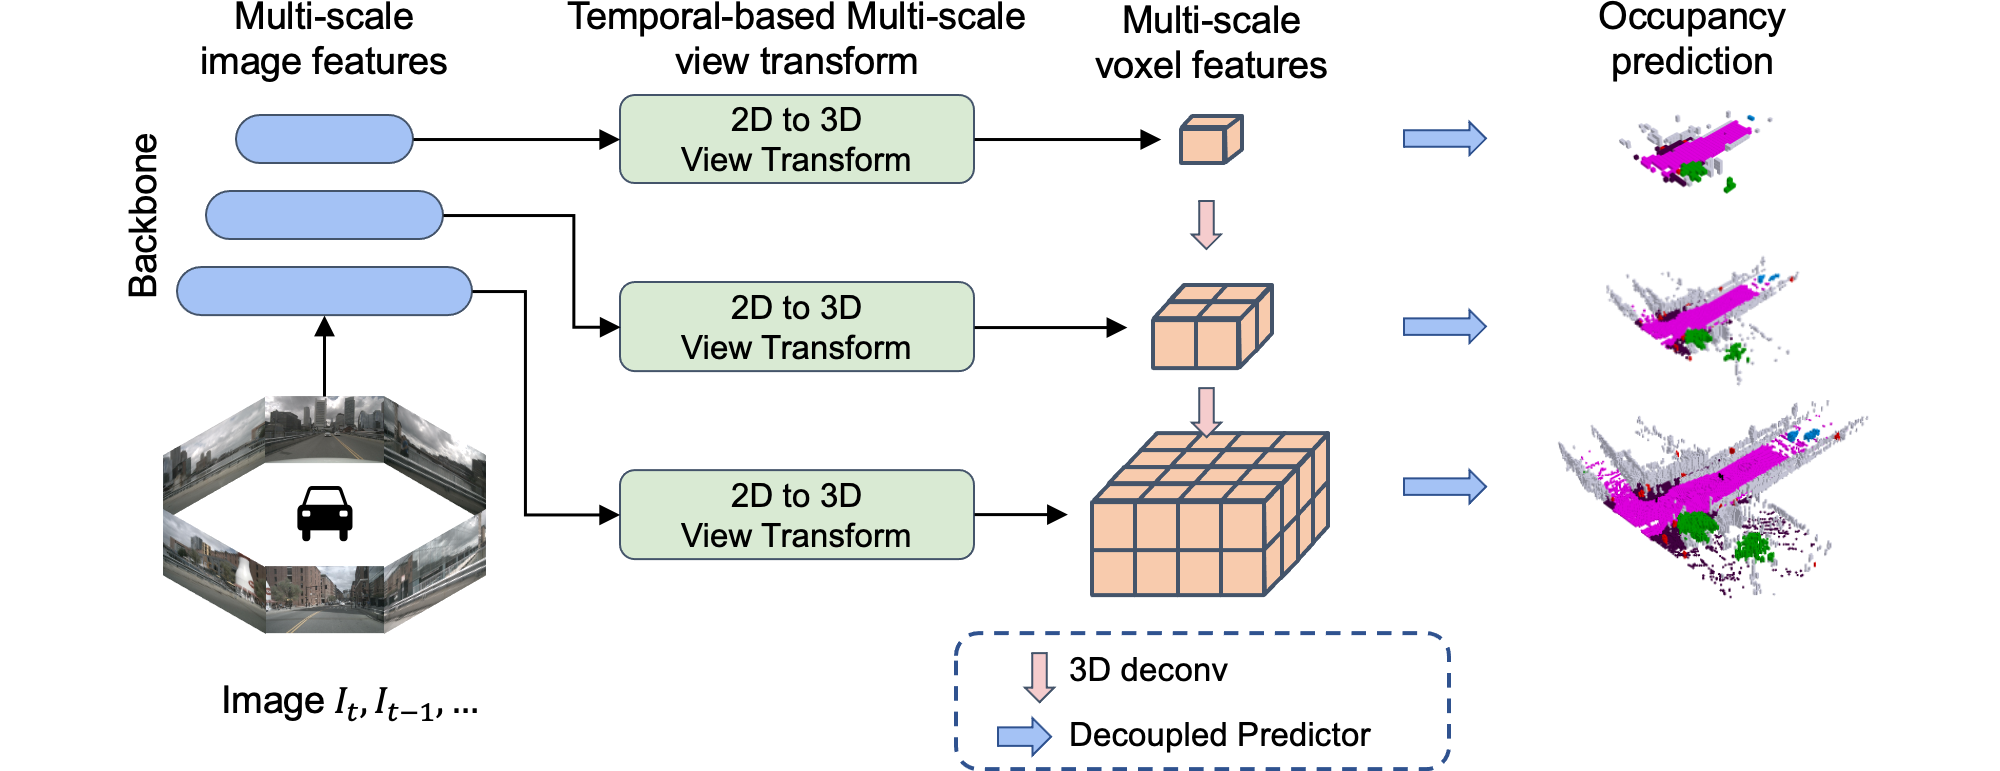 Multi-scale
image features
Temporal-based Multi-scale
view transform
Multi-scale
voxel features
Occupancy
prediction
Backbone
2D to 3D
View Transform
2D to 3D
View Transform
2D to 3D
View Transform
Image I_t, I_{t−1}, ...
3D deconv
Decoupled Predictor